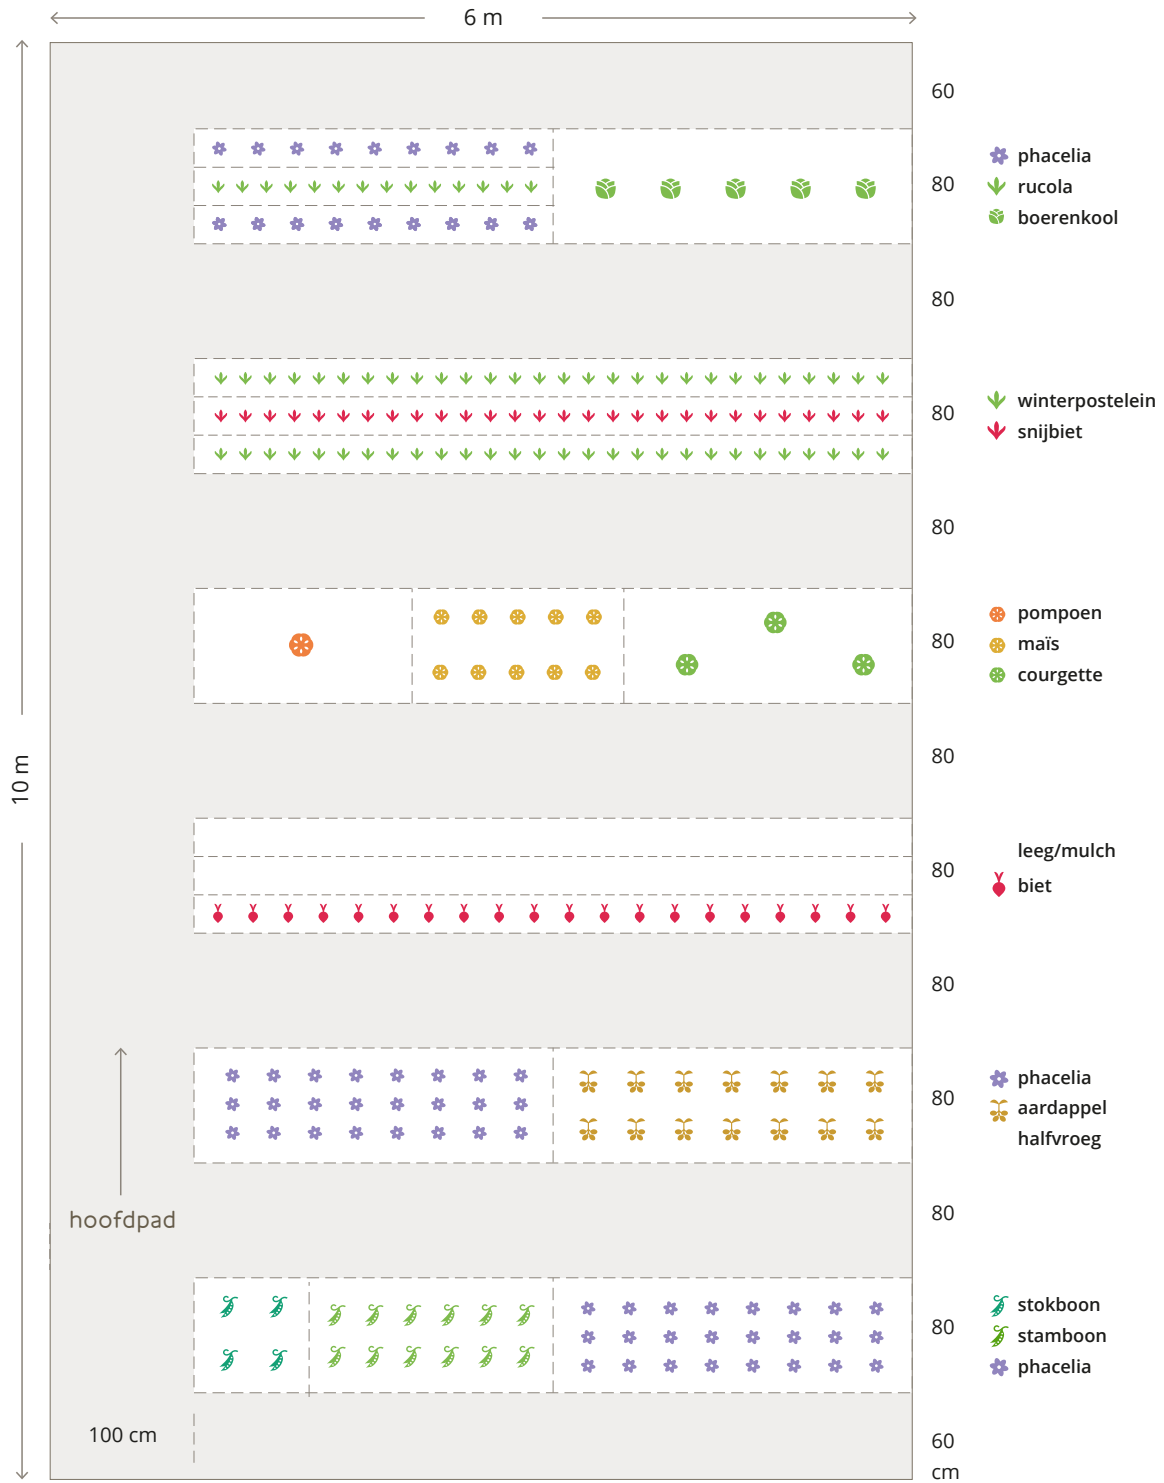 6 m
60
phacelia
80
rucola
boerenkool
80
winterpostelein
80
snijbiet
80
pompoen
80
maïs
courgette
80
10 m
leeg/mulch
80
biet
80
phacelia
80
aardappel
halfvroeg
80
hoofdpad
stokboon
80
stamboon
phacelia
100 cm
60
cm